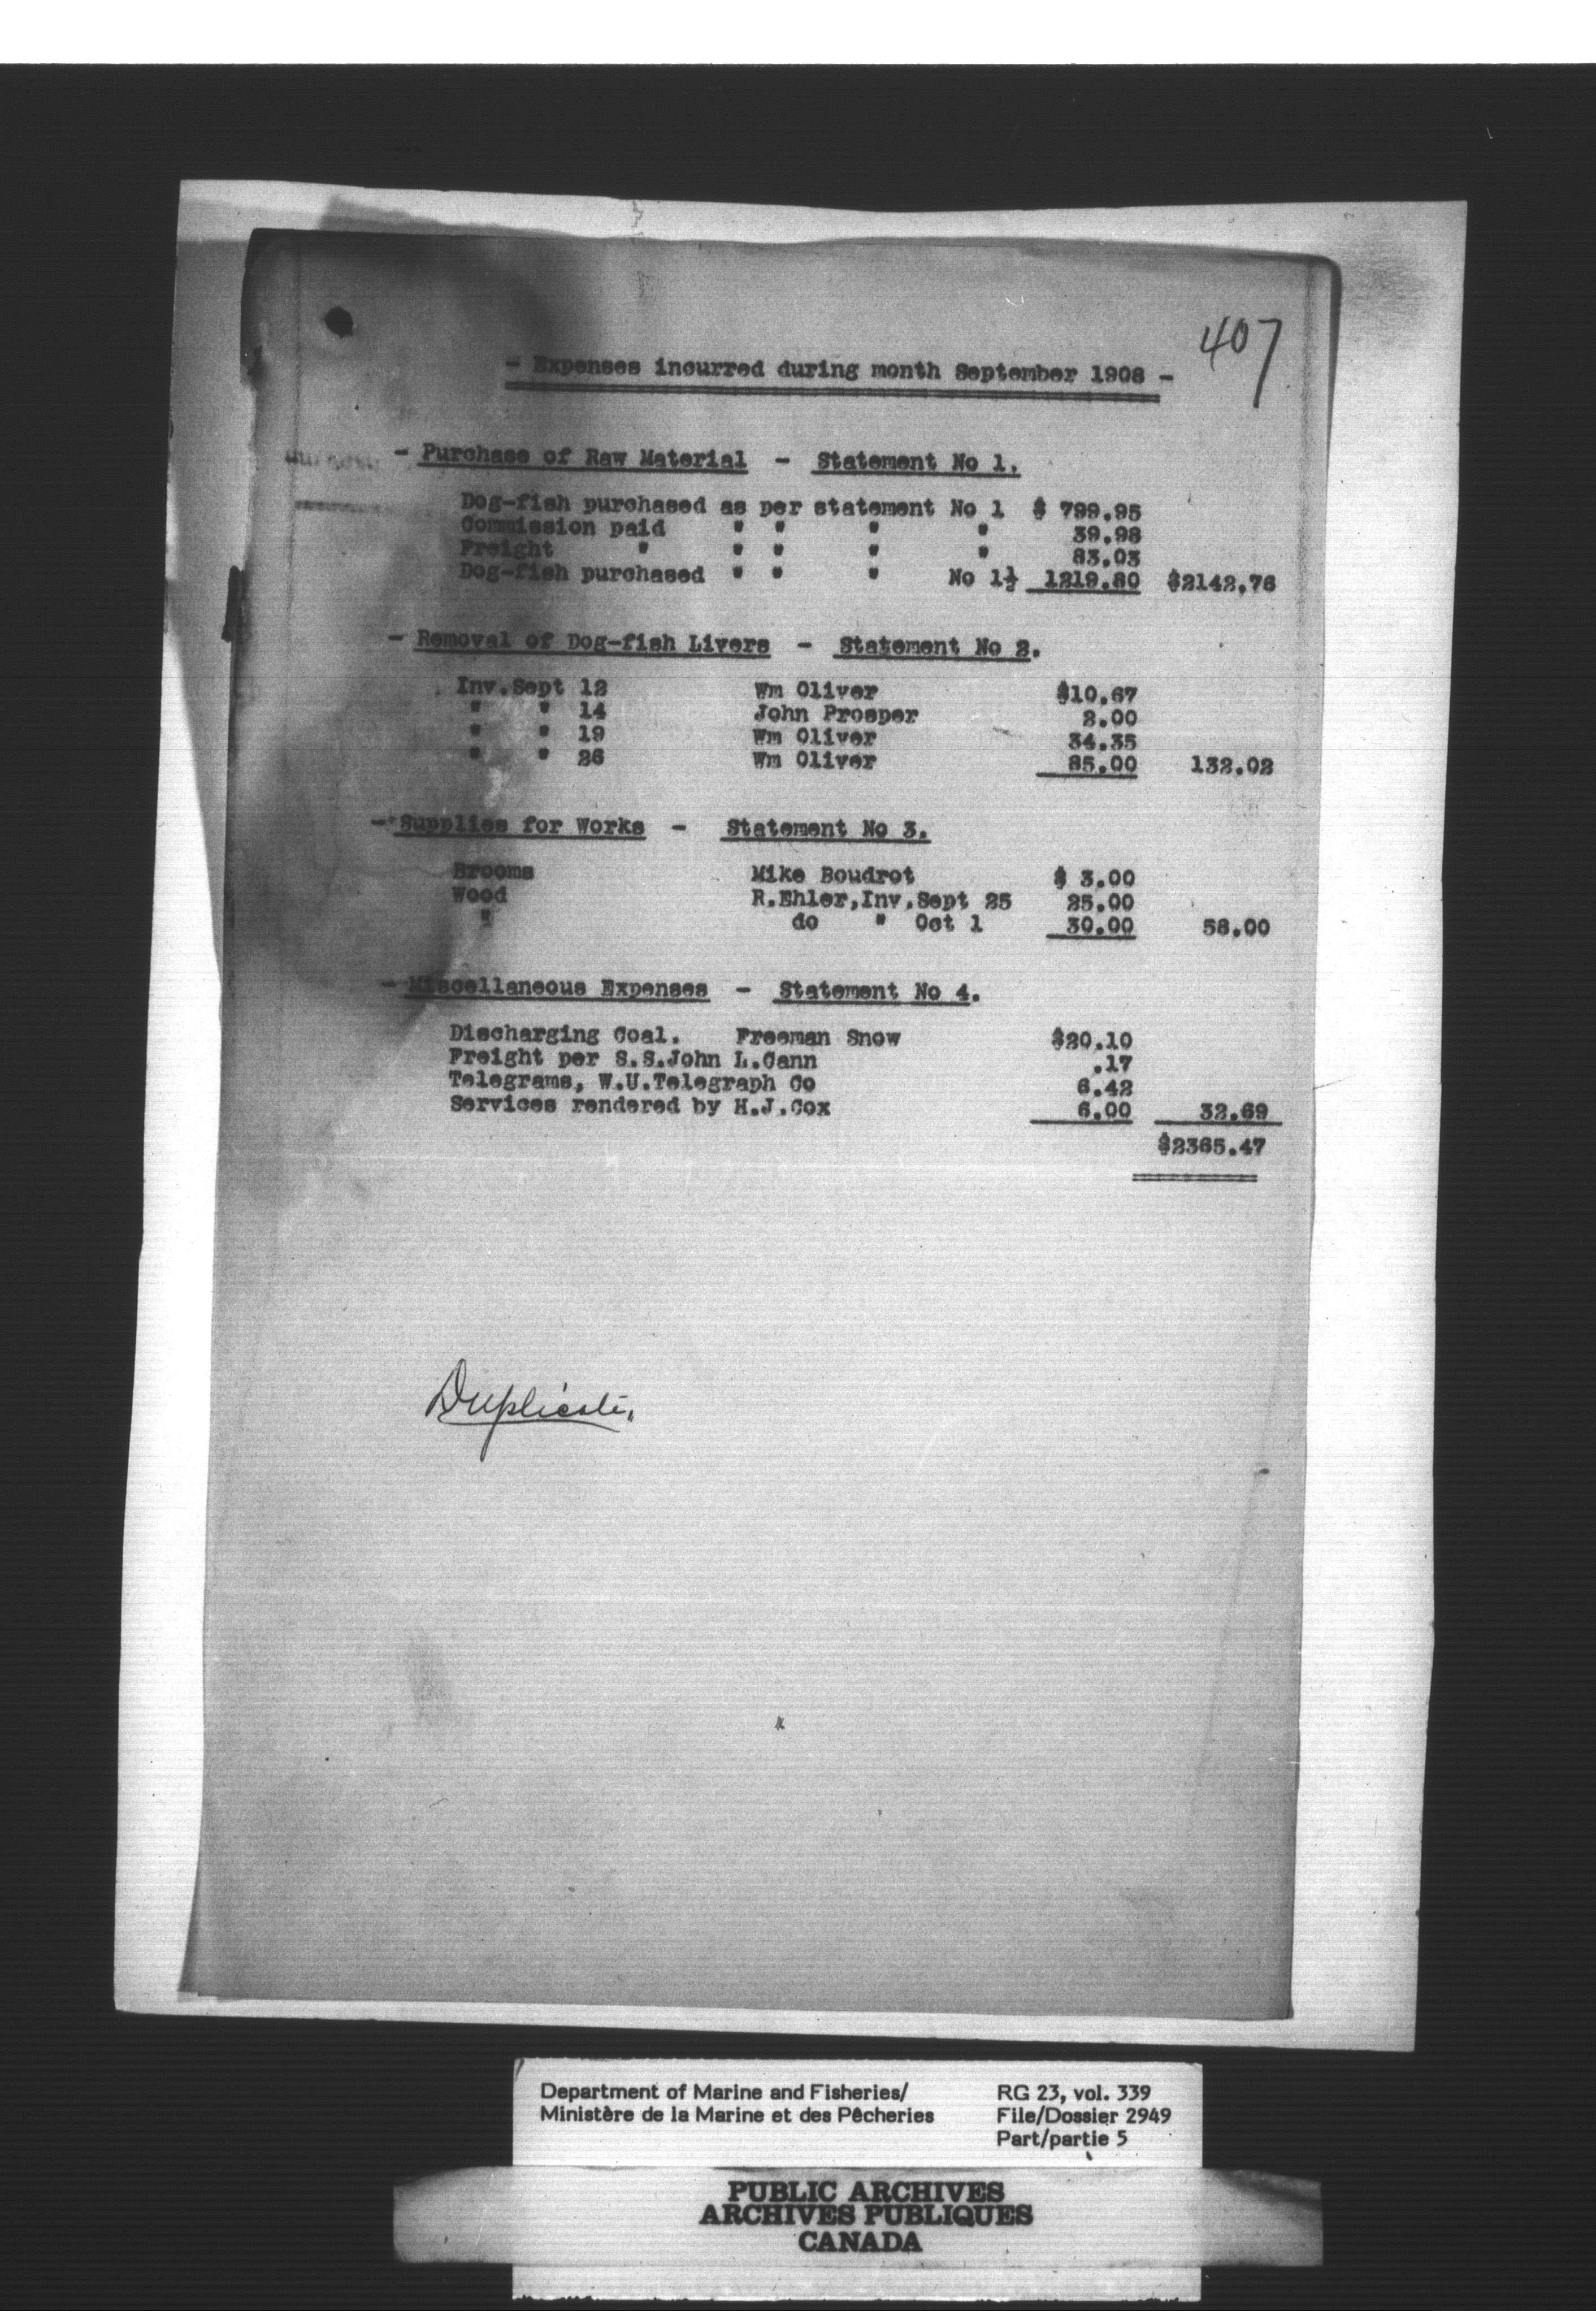 407
- Expenses incurred during month September 1908 -
- Purchase of Raw Material - Statement No 1.
Dog-fish purchased as per statement No 1 $ 799.95
Commission paid " " " " 39.98
Freight " " " " " 83.03
Dog-fish purchased " " " No 1½ 1219.80 $2142.76
- Removal of Dog-fish Livers - Statement No 2.
Inv.Sept 12 Wm Oliver $10.67
" " 14 John Prosper 2.00
" " 19 Wm Oliver 34.35
" " 26 Wm Oliver 85.00 132.02
- Supplies for Works - Statement No 3.
Brooms Mike Boudrot $ 3.00
Wood R.Ehler,Inv.Sept 25 25.00
" do " Oct 1 30.00 58.00
- Miscellaneous Expenses - Statement No 4.
Discharging Coal. Freeman Snow $20.10
Freight per S.S.John L.Cann .17
Telegrams, W.U.Telegraph Co 6.42
Services rendered by H.J.Cox 6.00 32.69
$2365.47
Duplicate
Department of Marine and Fisheries/ RG 23, vol. 339
Ministère de la Marine et des Pêcheries File/Dossier 2949
Part/partie 5
PUBLIC ARCHIVES
ARCHIVES PUBLIQUES
CANADA